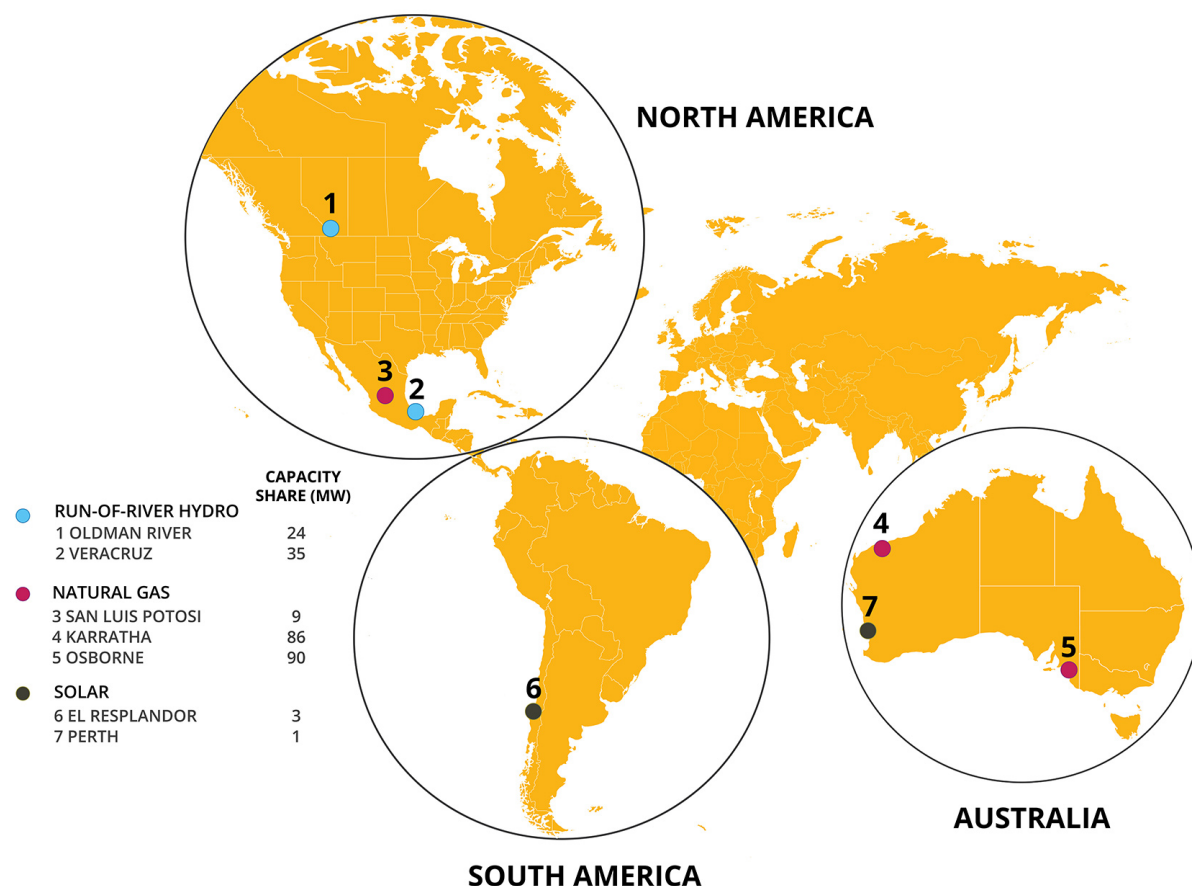 NORTH AMERICA
1
3
2
CAPACITY
SHARE (MW)
RUN-OF-RIVER HYDRO
1 OLDMAN RIVER 24
2 VERACRUZ 35
NATURAL GAS
3 SAN LUIS POTOSI 9
4 KARRATHA 86
5 OSBORNE 90
SOLAR
6 EL RESPLANDOR 3
7 PERTH 1
6
SOUTH AMERICA
4
7
5
AUSTRALIA